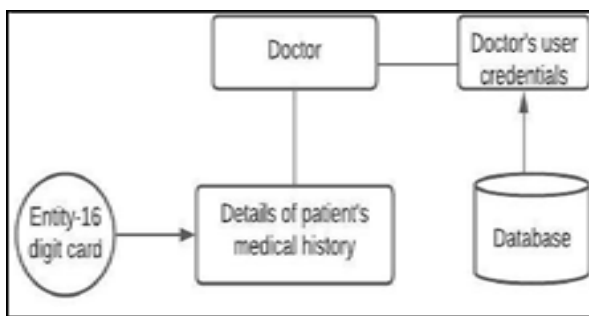 Doctor
Doctor's user
credentials
Entity-16
digit card
Details of patient's
medical history
Database